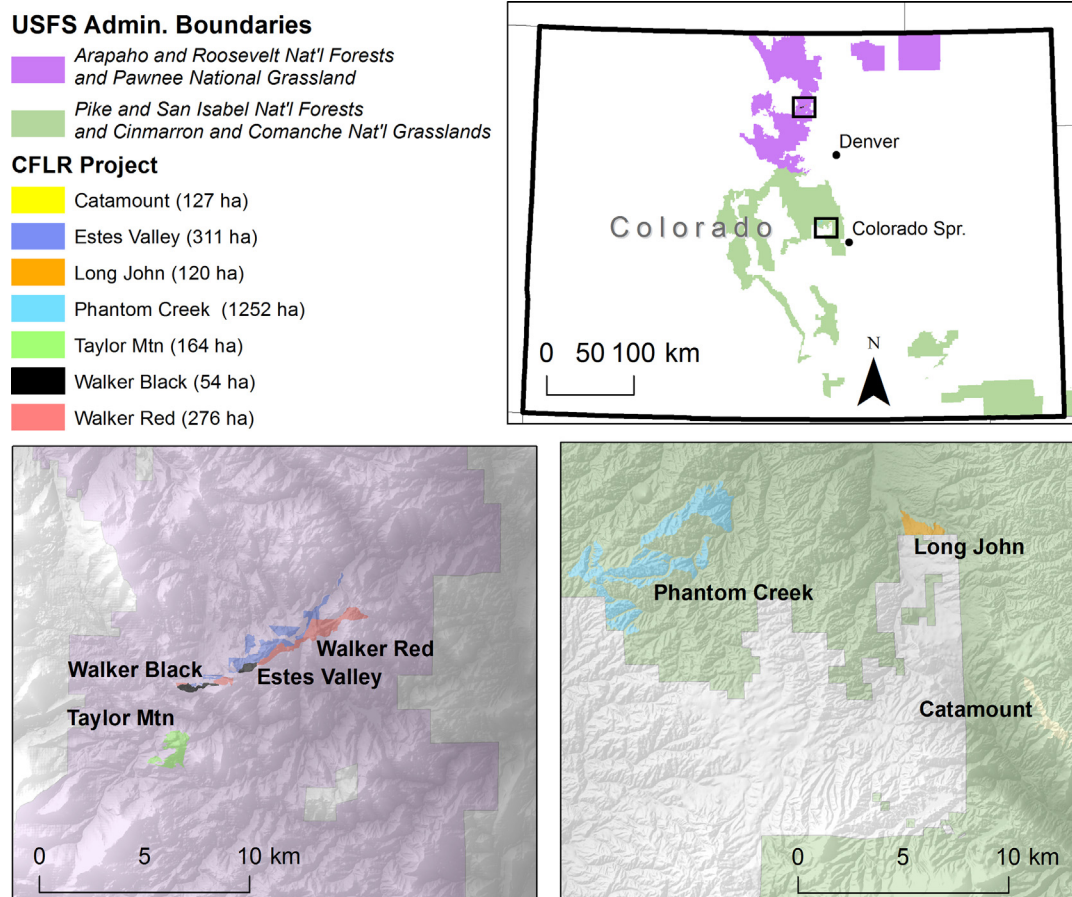 USFS Admin. Boundaries
Arapaho and Roosevelt Nat'l Forests
and Pawnee National Grassland
Pike and San Isabel Nat'l Forests
and Cinmarron and Comanche Nat'l Grasslands
CFLR Project
Catamount (127 ha)
Estes Valley (311 ha)
Long John (120 ha)
Phantom Creek (1252 ha)
Taylor Mtn (164 ha)
Walker Black (54 ha)
Walker Red (276 ha)
Denver
Colorado
Colorado Spr.
N
0 50 100 km
Walker Red
Walker Black
Estes Valley
Taylor Mtn
0 5 10 km
Long John
Phantom Creek
Catamount
0 5 10 km